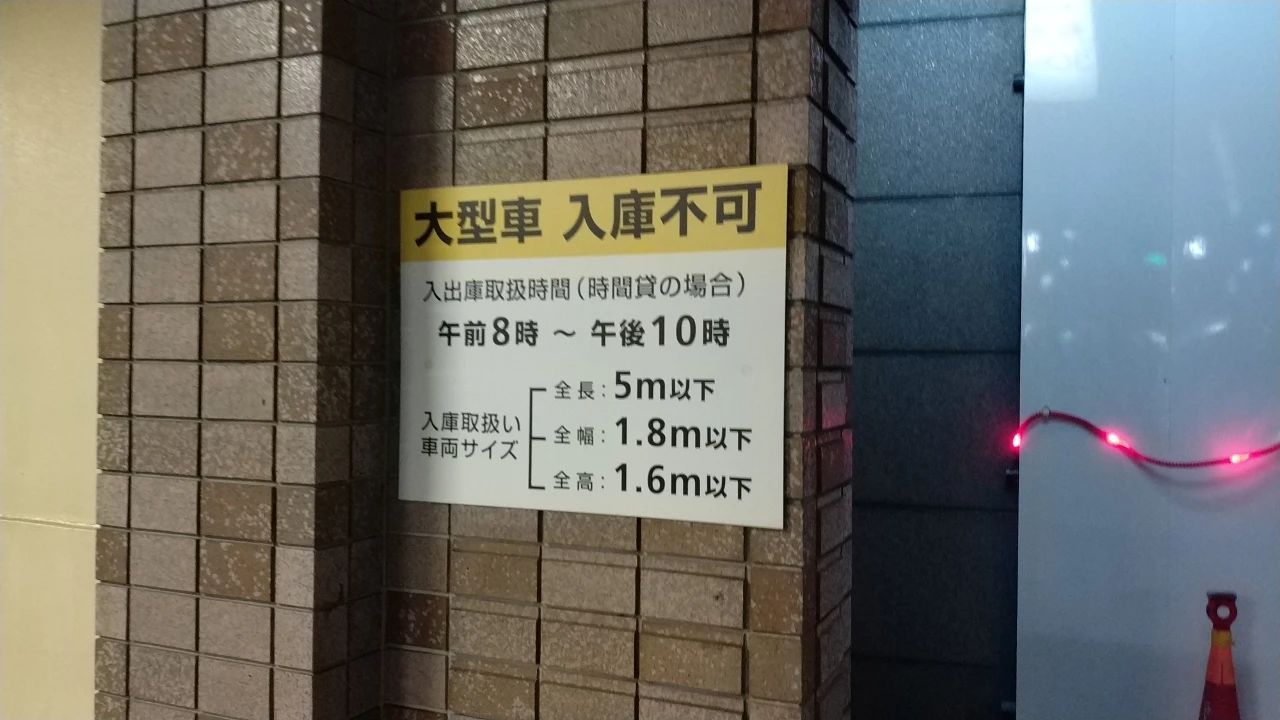 大型車 入庫不可
入出庫取扱時間(時間貸の場合)
午前8時 ～ 午後10時
入庫取扱い
車両サイズ
全長：5m以下
全幅：1.8m以下
全高：1.6m以下